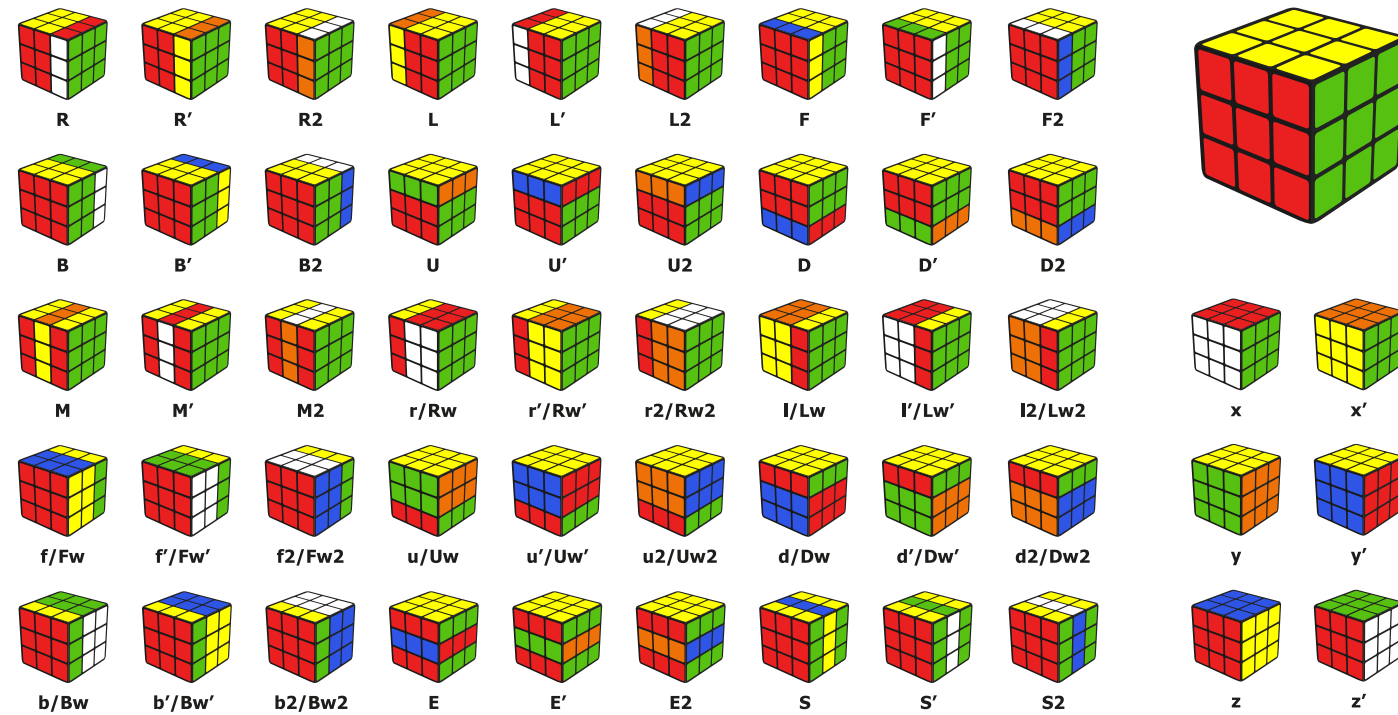 R R′ R2 L L′ L2 F F′ F2
B B′ B2 U U′ U2 D D′ D2
M M′ M2 r/Rw r′/Rw′ r2/Rw2 l/Lw l′/Lw′ l2/Lw2 x x′
f/Fw f′/Fw′ f2/Fw2 u/Uw u′/Uw′ u2/Uw2 d/Dw d′/Dw′ d2/Dw2 y y′
b/Bw b′/Bw′ b2/Bw2 E E′ E2 S S′ S2 z z′